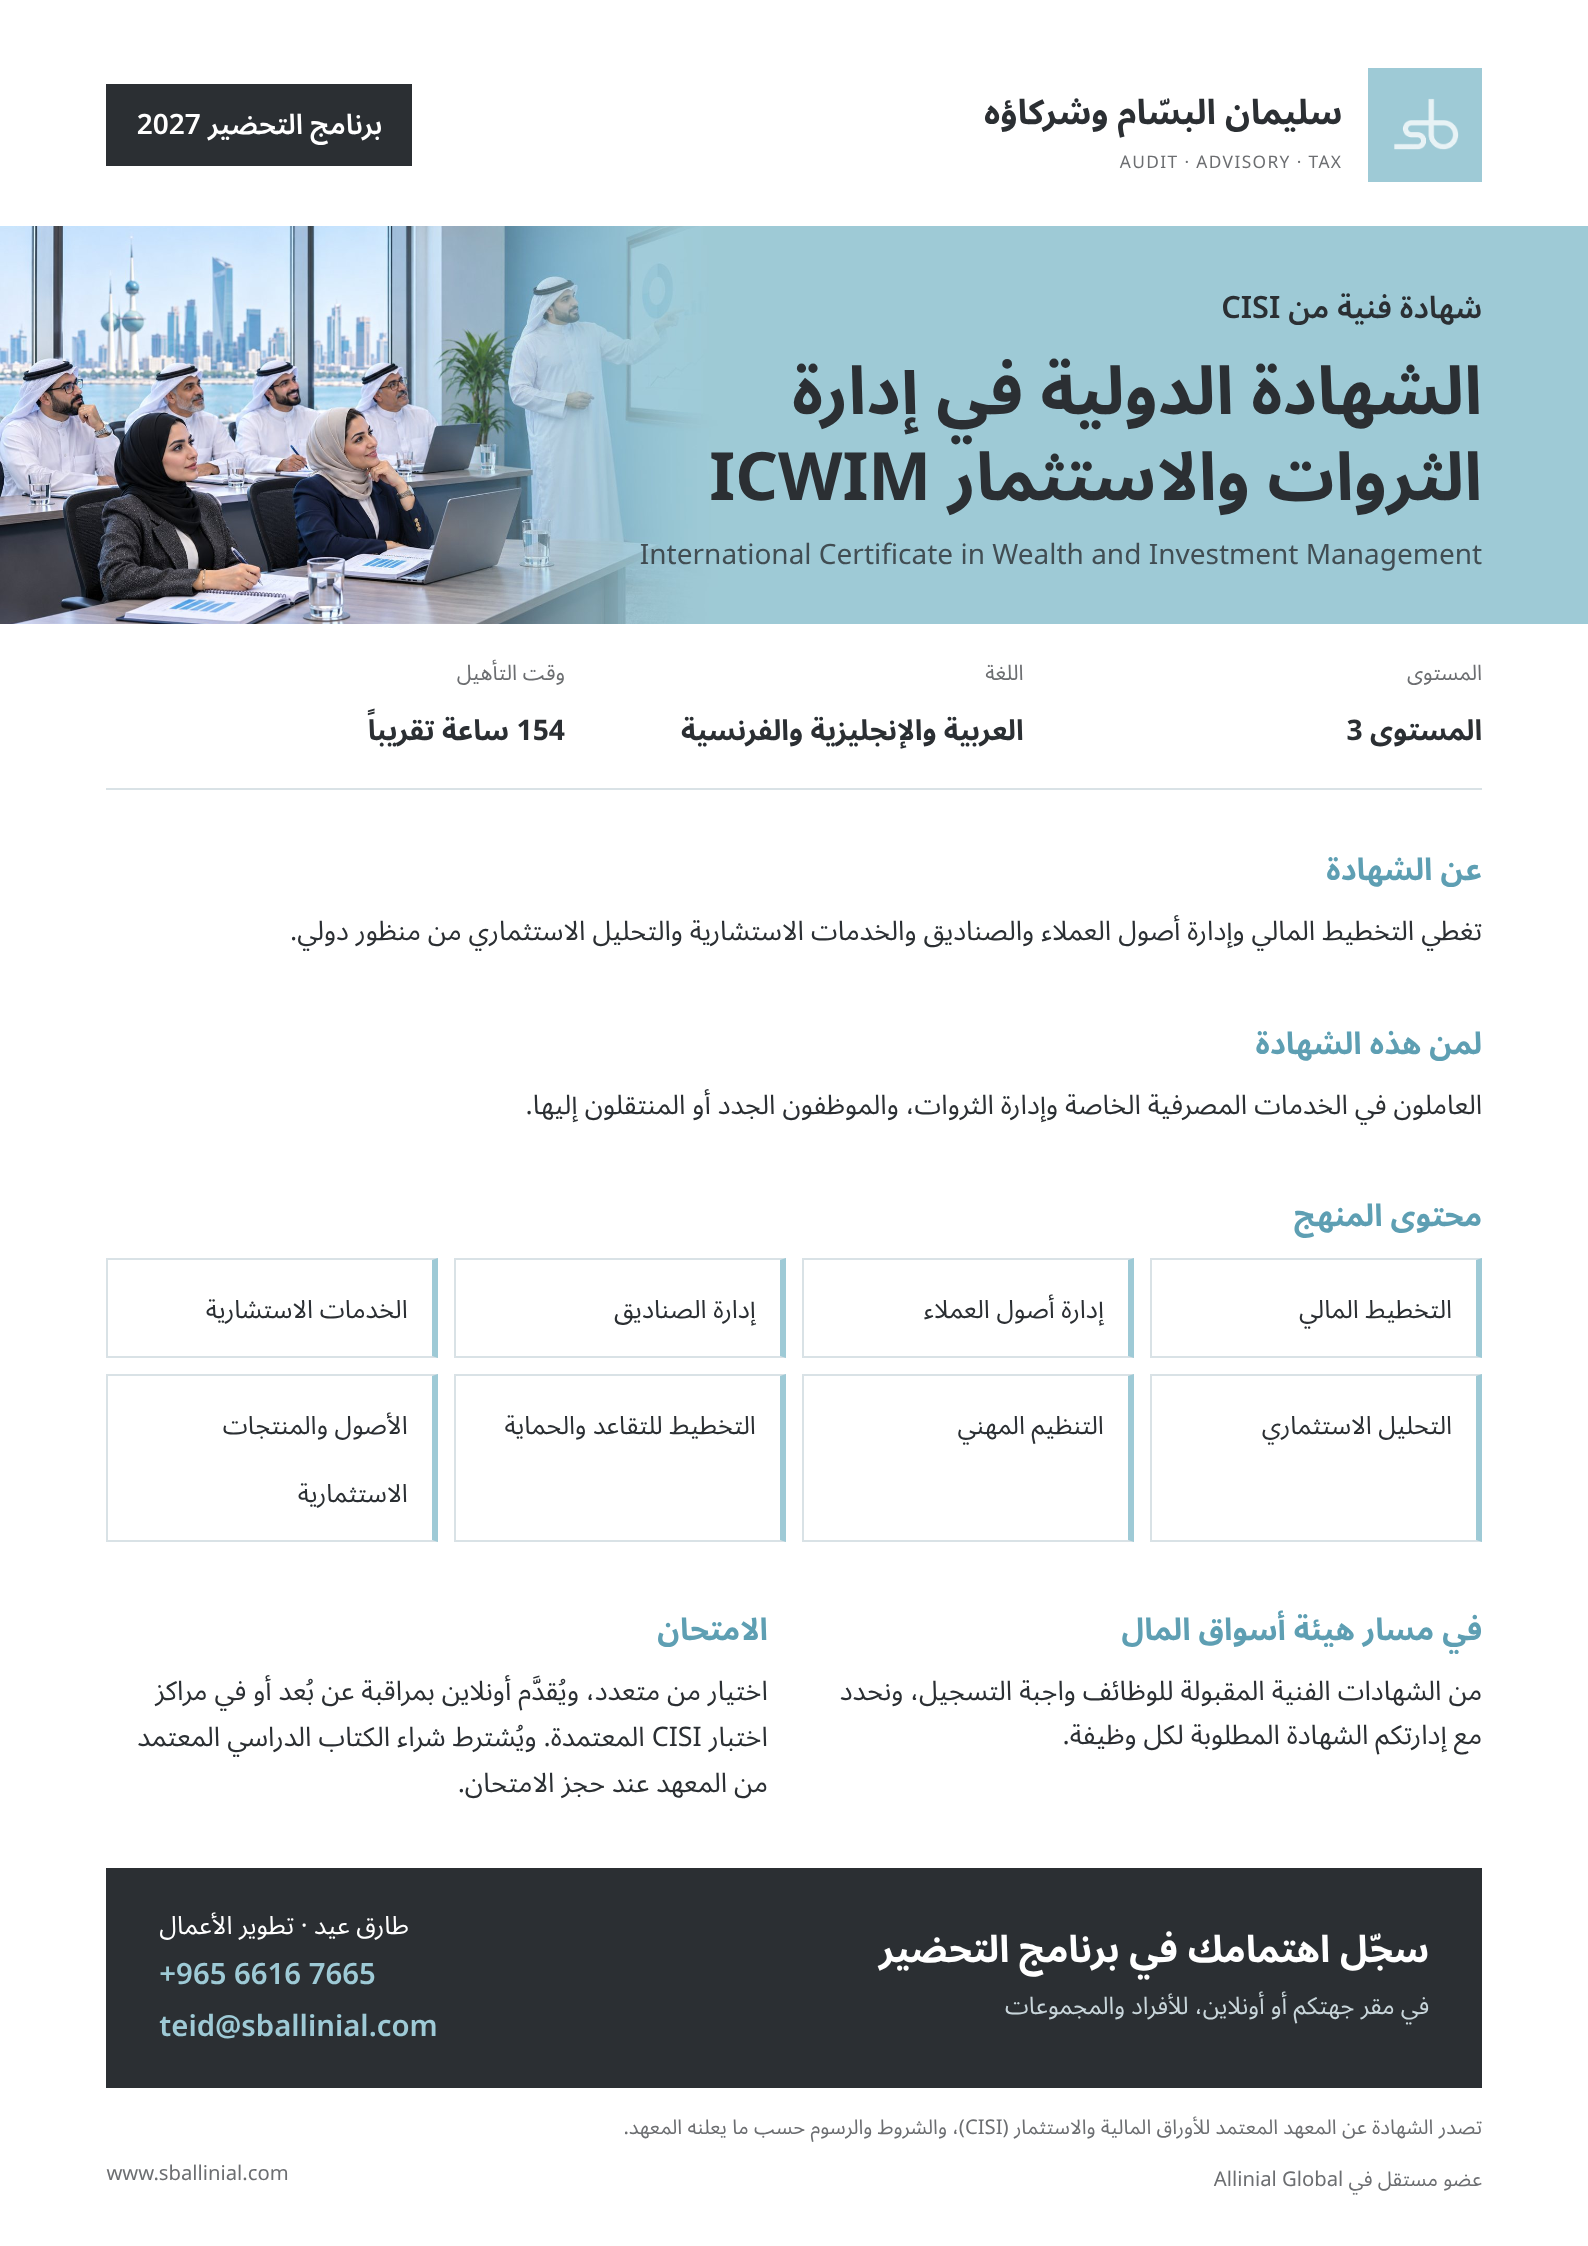 sb
سليمان البسّام وشركاؤه
AUDIT · ADVISORY · TAX
برنامج التحضير 2027
شهادة فنية من CISI
الشهادة الدولية في إدارة
الثروات والاستثمار ICWIM
International Certificate in Wealth and Investment Management
المستوى
المستوى 3
اللغة
العربية والإنجليزية والفرنسية
وقت التأهيل
154 ساعة تقريباً
عن الشهادة
تغطي التخطيط المالي وإدارة أصول العملاء والصناديق والخدمات الاستشارية والتحليل الاستثماري من منظور دولي.
لمن هذه الشهادة
العاملون في الخدمات المصرفية الخاصة وإدارة الثروات، والموظفون الجدد أو المنتقلون إليها.
محتوى المنهج
التخطيط المالي
إدارة أصول العملاء
إدارة الصناديق
الخدمات الاستشارية
التحليل الاستثماري
التنظيم المهني
التخطيط للتقاعد والحماية
الأصول والمنتجات
الاستثمارية
في مسار هيئة أسواق المال
من الشهادات الفنية المقبولة للوظائف واجبة التسجيل، ونحدد
مع إدارتكم الشهادة المطلوبة لكل وظيفة.
الامتحان
اختيار من متعدد، ويُقدَّم أونلاين بمراقبة عن بُعد أو في مراكز
اختبار CISI المعتمدة. ويُشترط شراء الكتاب الدراسي المعتمد
من المعهد عند حجز الامتحان.
سجّل اهتمامك في برنامج التحضير
في مقر جهتكم أو أونلاين، للأفراد والمجموعات
طارق عيد · تطوير الأعمال
+965 6616 7665
teid@sballinial.com
تصدر الشهادة عن المعهد المعتمد للأوراق المالية والاستثمار (CISI)، والشروط والرسوم حسب ما يعلنه المعهد.
عضو مستقل في Allinial Global
www.sballinial.com